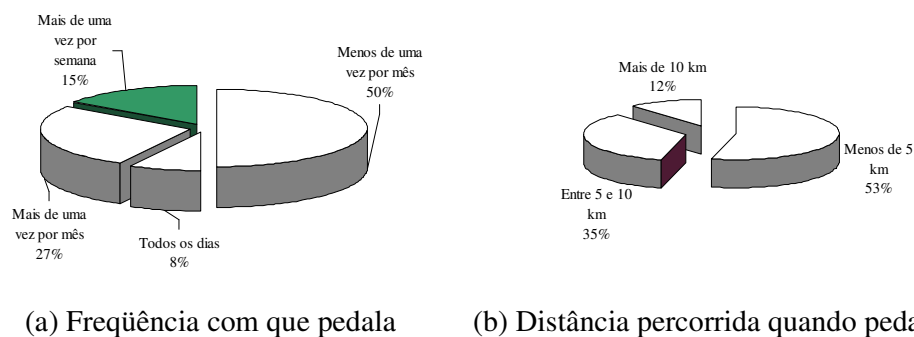 Mais de uma
vez por
semana
15%
Menos de uma
vez por mês
50%
Mais de uma
vez por mês
27%
Todos os dias
8%
Mais de 10 km
12%
Menos de 5
km
53%
Entre 5 e 10
km
35%
(a) Freqüência com que pedala
(b) Distância percorrida quando peda